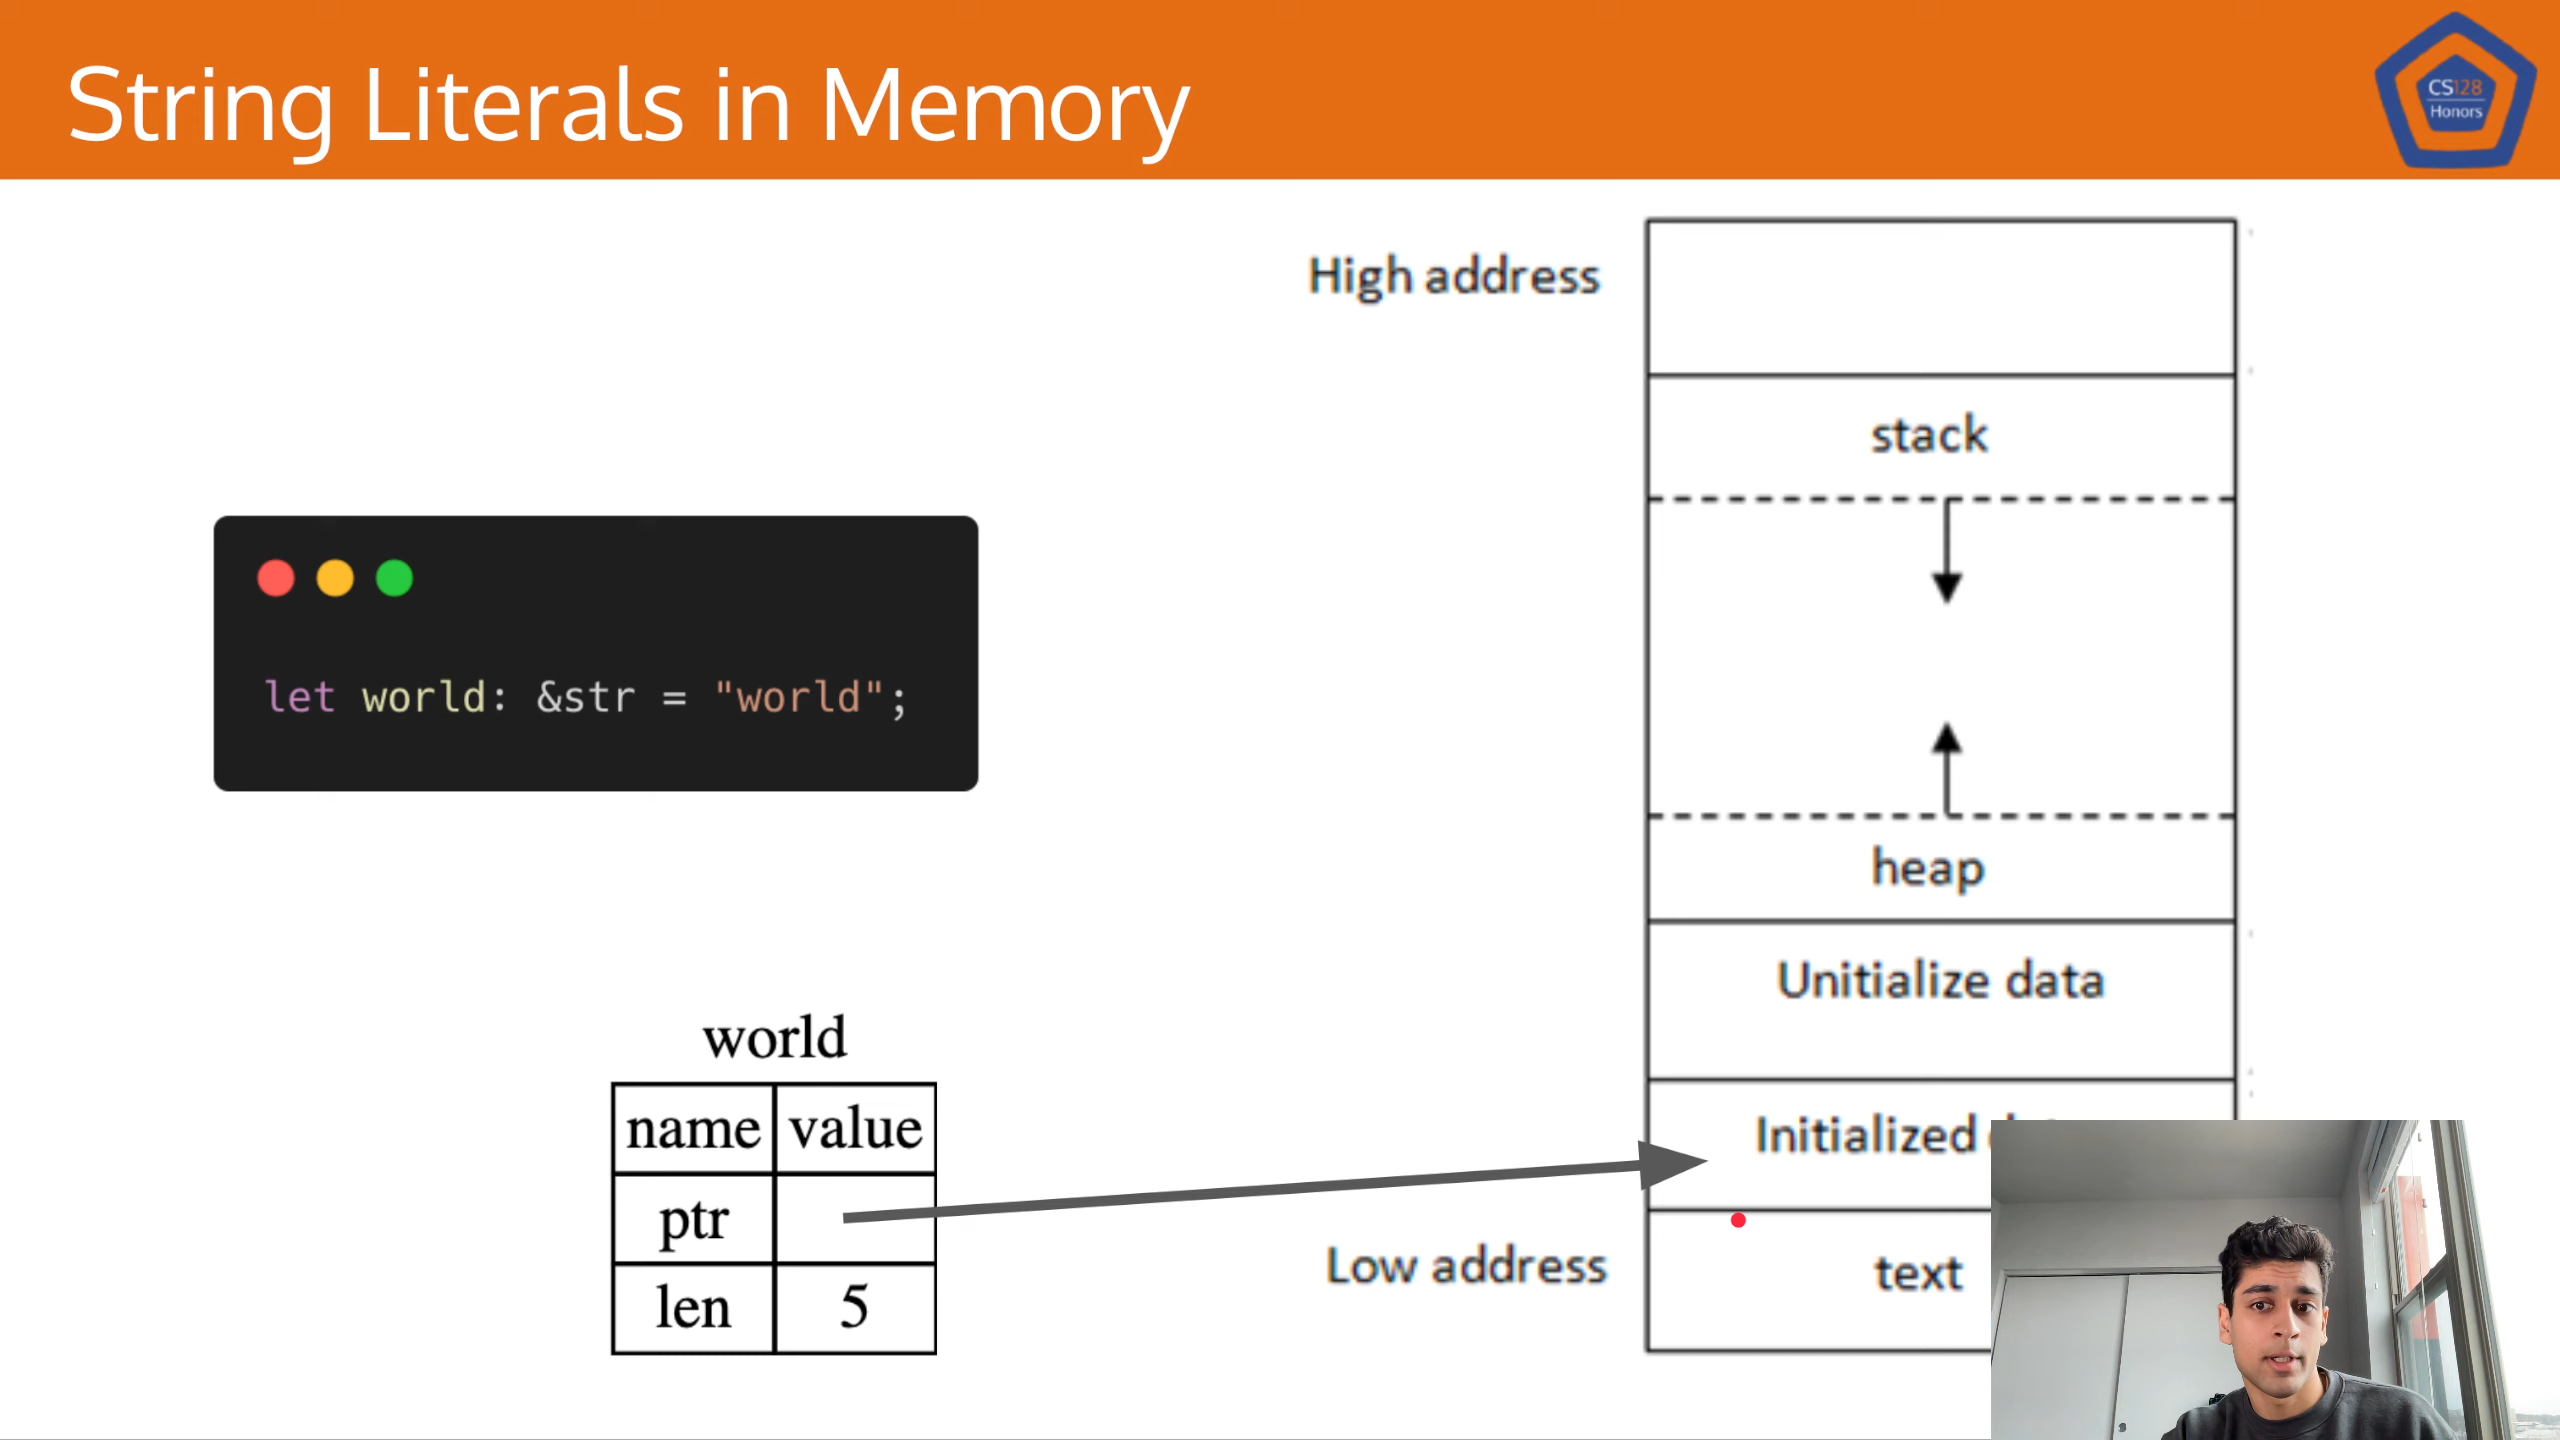 String Literals in Memory
CS128
Honors
let world: &str = "world";
world
name value
ptr
len 5
High address
stack
heap
Unitialize data
Initialized
Low address
text